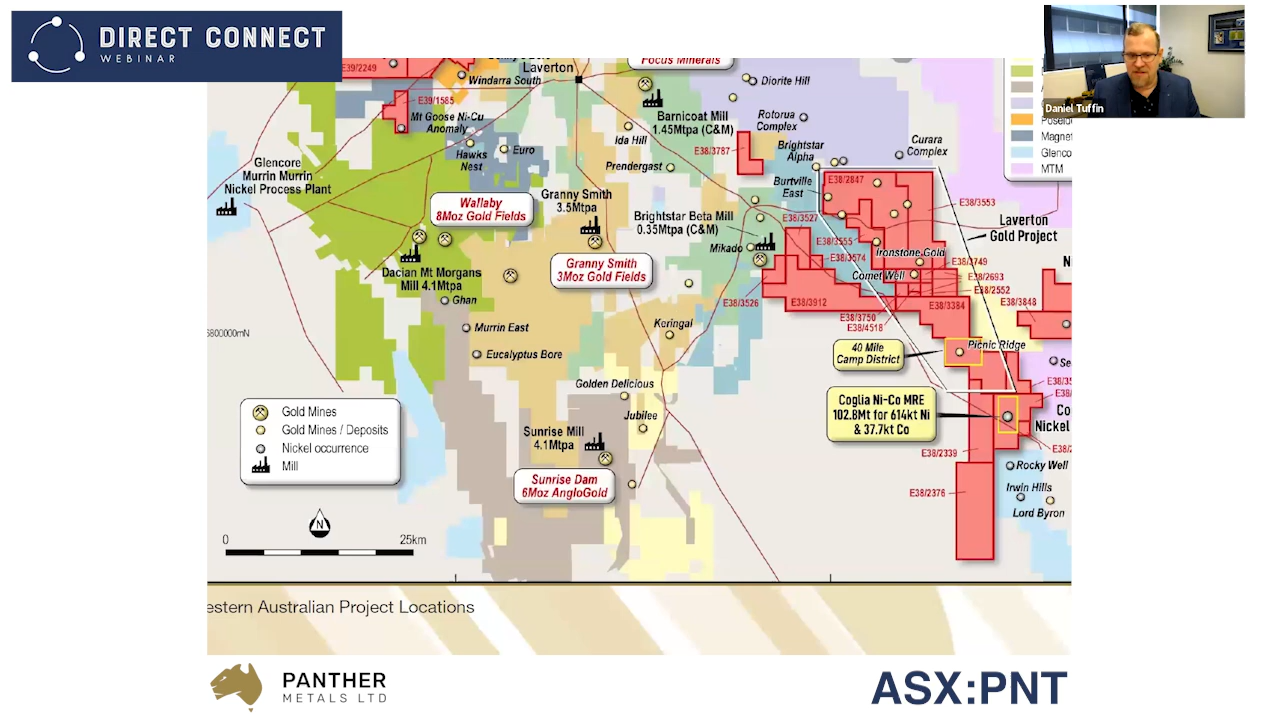 DIRECT CONNECT
WEBINAR
Daniel Tuffin
E39/2249
Windarra South
Laverton
Focus Minerals
Diorite Hill
E39/1585
Mt Goose Ni-Cu
Anomaly
Barnicoat Mill
1.45Mtpa (C&M)
Rotorua
Complex
Poseid
Magnet
Glenco
MTM
Ida Hill
Hawks
Nest
Euro
E38/3787
Brightstar
Alpha
Curara
Complex
Glencore
Murrin Murrin
Nickel Process Plant
Prendergast
Burtville
East
E38/2847
Wallaby
8Moz Gold Fields
Granny Smith
3.5Mtpa
Brightstar Beta Mill
0.35Mtpa (C&M)
E38/3527
E38/3553
Laverton
Gold Project
Mikado
E38/3555
E38/3574
Ironstone Gold
Comet Well
E38/3749
E38/2693
E38/2552
Dacian Mt Morgans
Mill 4.1Mtpa
Granny Smith
3Moz Gold Fields
Ghan
E38/3526
E38/3912
E38/3384
E38/3848
E38/3750
E38/4518
Murrin East
Koringal
6800000mN
Eucalyptus Bore
40 Mile
Camp District
Picnic Ridge
Golden Delicious
Coglia Ni-Co MRE
102.8Mt for 614kt Ni
& 37.7kt Co
Co
Nickel
Jubilee
Gold Mines
Gold Mines / Deposits
Nickel occurrence
Mill
Sunrise Mill
4.1Mtpa
E38/2339
Rocky Well
Sunrise Dam
6Moz AngloGold
E38/2376
Irwin Hills
Lord Byron
N
0 25km
estern Australian Project Locations
PANTHER
METALS LTD
ASX:PNT